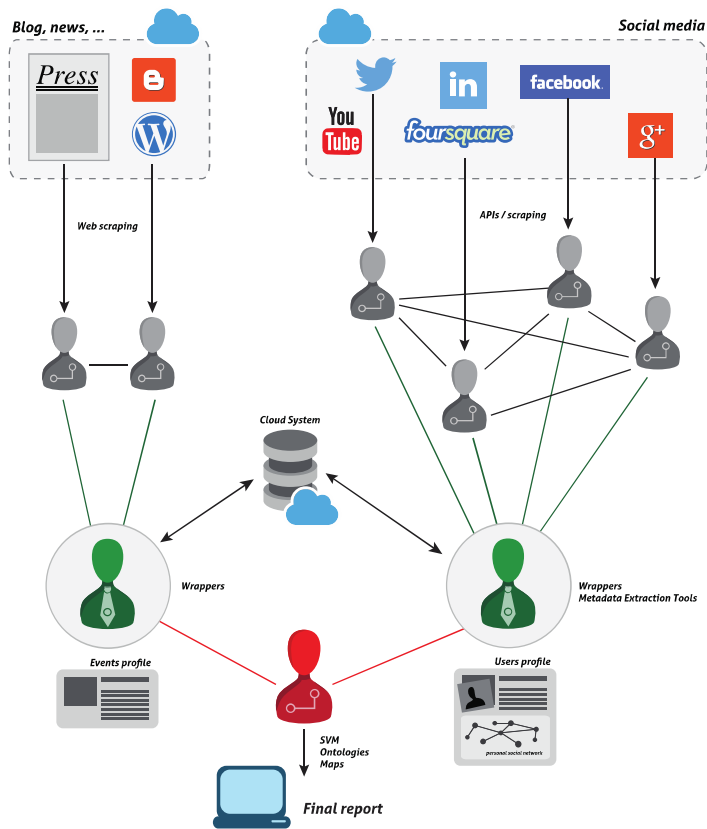 Blog, news, ...
Social media
Press
in
facebook
You
Tube
foursquare
g+
Web scraping
APIs / scraping
Cloud System
Wrappers
Wrappers
Metadata Extraction Tools
Events profile
Users profile
personal social network
SVM
Ontologies
Maps
Final report